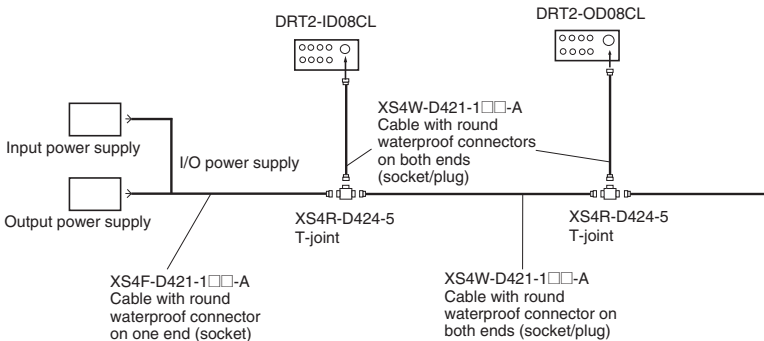 DRT2-ID08CL
DRT2-OD08CL
XS4W-D421-1□□-A
Cable with round
waterproof connectors
on both ends
(socket/plug)
Input power supply
I/O power supply
Output power supply
XS4R-D424-5
T-joint
XS4R-D424-5
T-joint
XS4F-D421-1□□-A
Cable with round
waterproof connector
on one end (socket)
XS4W-D421-1□□-A
Cable with round
waterproof connector on
both ends (socket/plug)